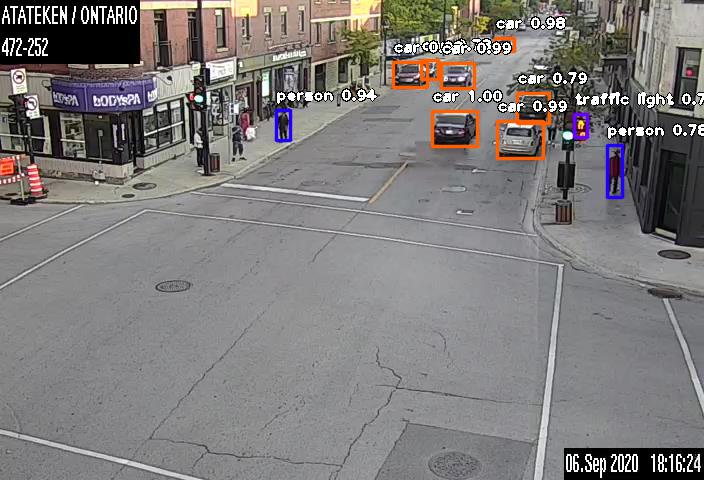 ATATEKEN / ONTARIO
472-252
car 0.98
car 0.99
car 0.79
person 0.94
car 1.00
car 0.99
traffic light 0.7
person 0.78
BODYSPA
BODYSPA
06.Sep 2020 18:16:24